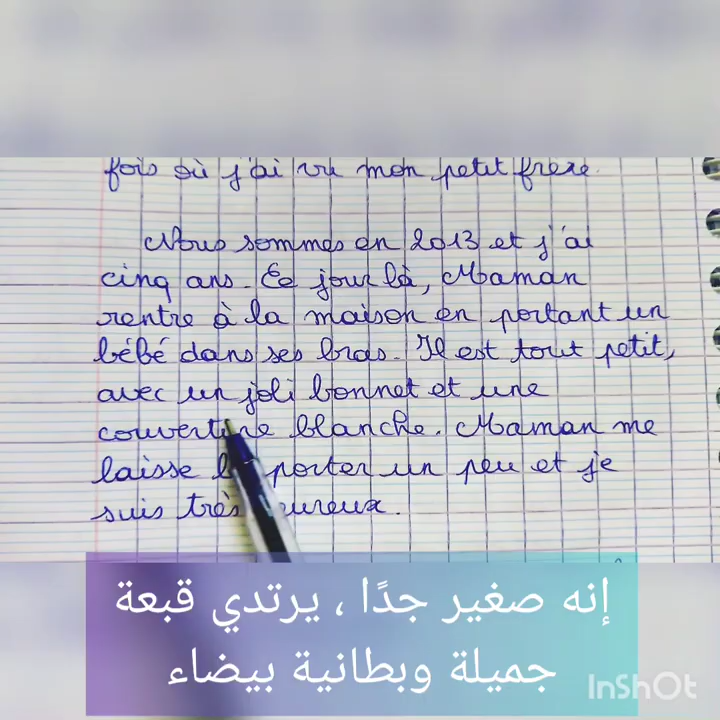 fois où j'ai vu mon petit frère.
Nous sommes en 2013 et j'ai
cinq ans. Ce jour là, Maman
rentre à la maison en portant un
bébé dans ses bras. Il est tout petit,
avec un joli bonnet et une
couverture blanche. Maman me
laisse porter un peu et je
suis très
إنه صغير جدًا ، يرتدي قبعة
جميلة وبطانية بيضاء
InShOt